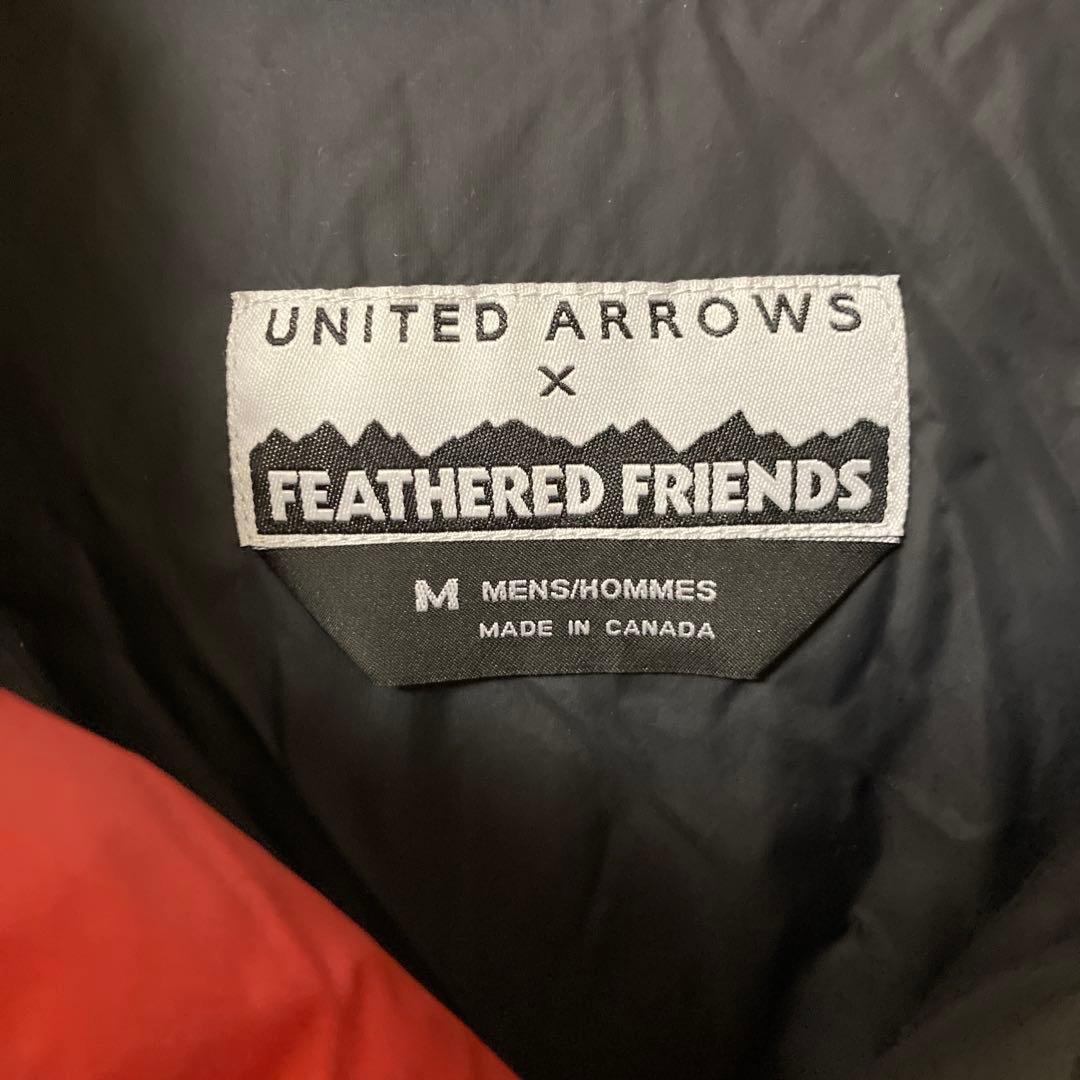 UNITED ARROWS
×
FEATHERED FRIENDS
M MENS/HOMMES
MADE IN CANADA